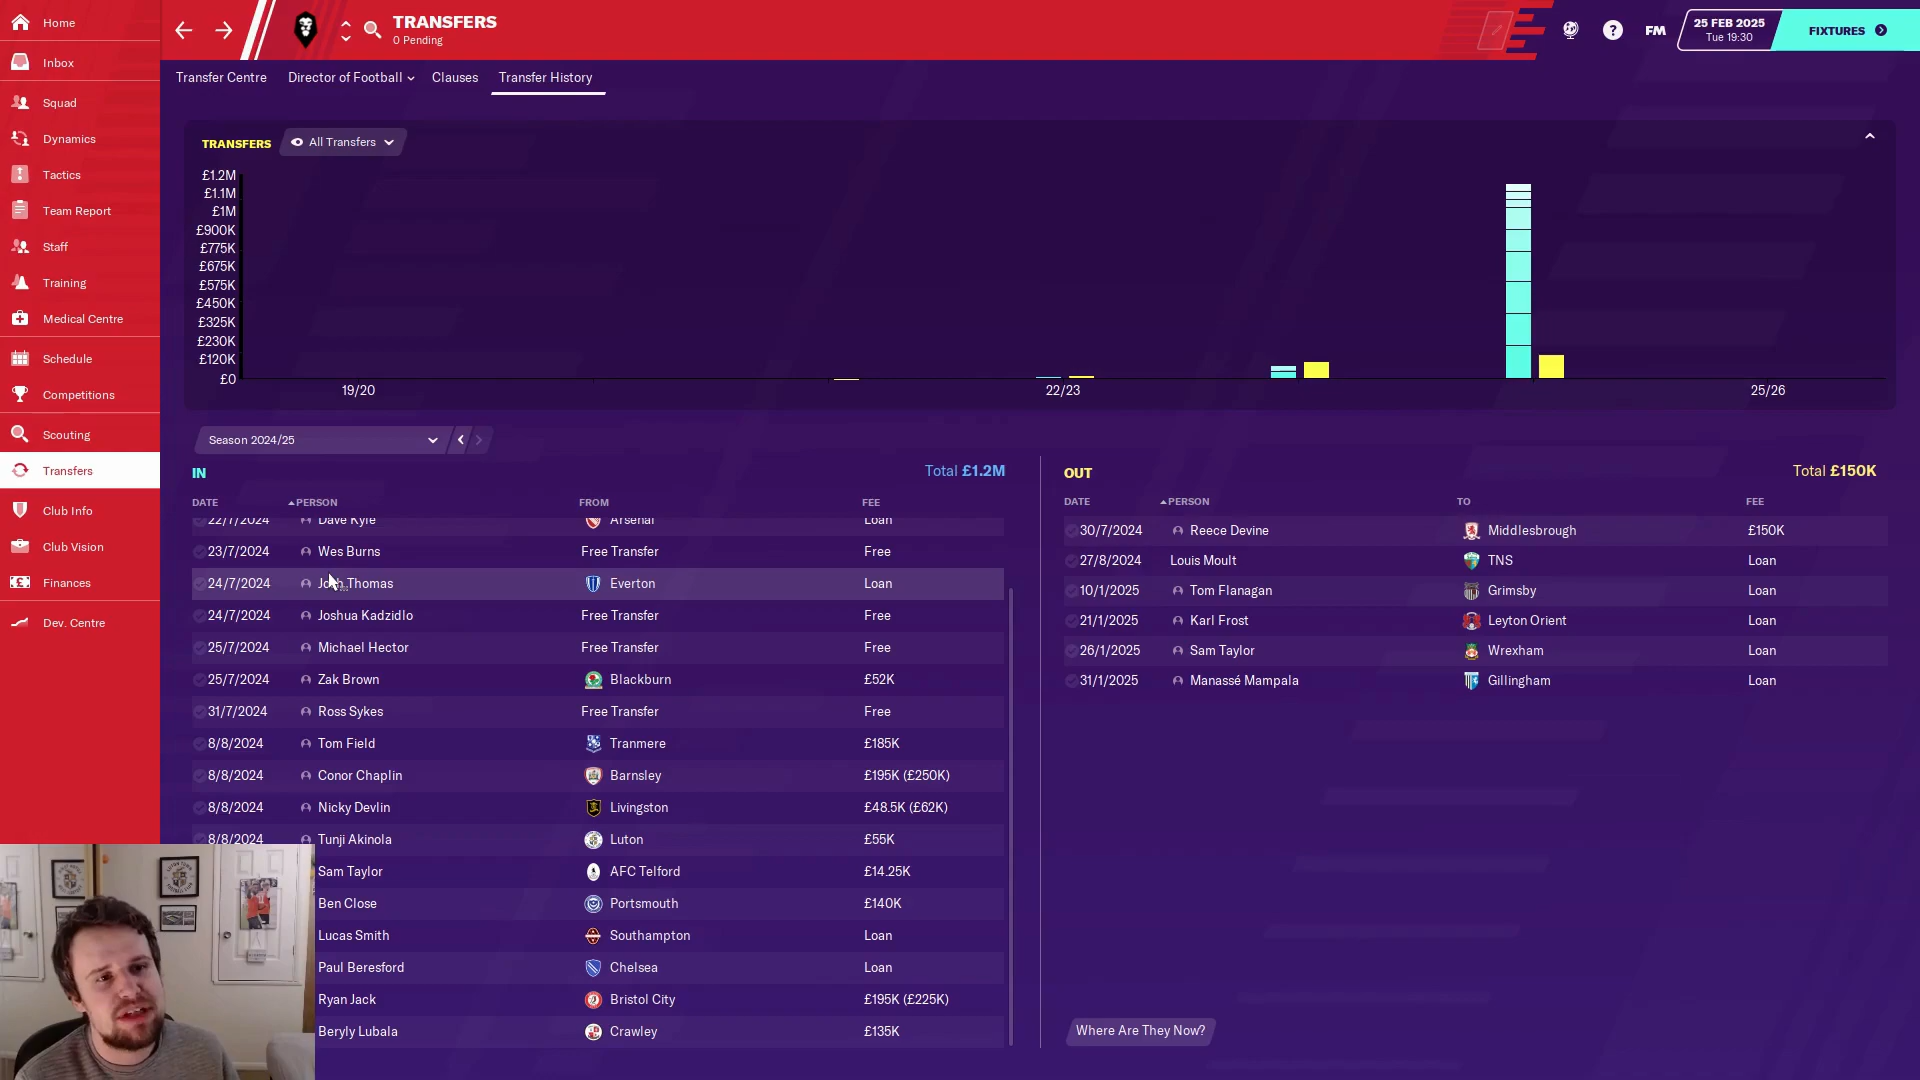 Home
Inbox
Squad
Dynamics
Tactics
Team Report
Staff
Training
Medical Centre
Schedule
Competitions
Scouting
Transfers
Club Info
Club Vision
Finances
Dev. Centre
TRANSFERS
0 Pending
FM
25 FEB 2025
Tue 19:30
FIXTURES
Transfer Centre Director of Football Clauses Transfer History
TRANSFERS All Transfers
£1.2M
£1.1M
£1M
£900K
£775K
£675K
£575K
£450K
£325K
£230K
£120K
£0
19/20 22/23 25/26
Season 2024/25
IN Total £1.2M
DATE PERSON FROM FEE
22/7/2024 Dave Kyle Arsenal Loan
23/7/2024 Wes Burns Free Transfer Free
24/7/2024 Josh Thomas Everton Loan
24/7/2024 Joshua Kadzidlo Free Transfer Free
25/7/2024 Michael Hector Free Transfer Free
25/7/2024 Zak Brown Blackburn £52K
31/7/2024 Ross Sykes Free Transfer Free
8/8/2024 Tom Field Tranmere £185K
8/8/2024 Conor Chaplin Barnsley £195K (£250K)
8/8/2024 Nicky Devlin Livingston £48.5K (£62K)
8/8/2024 Tunji Akinola Luton £55K
Sam Taylor AFC Telford £14.25K
Ben Close Portsmouth £140K
Lucas Smith Southampton Loan
Paul Beresford Chelsea Loan
Ryan Jack Bristol City £195K (£225K)
Beryly Lubala Crawley £135K
OUT Total £150K
DATE PERSON TO FEE
30/7/2024 Reece Devine Middlesbrough £150K
27/8/2024 Louis Moult TNS Loan
10/1/2025 Tom Flanagan Grimsby Loan
21/1/2025 Karl Frost Leyton Orient Loan
26/1/2025 Sam Taylor Wrexham Loan
31/1/2025 Manassé Mampala Gillingham Loan
Where Are They Now?